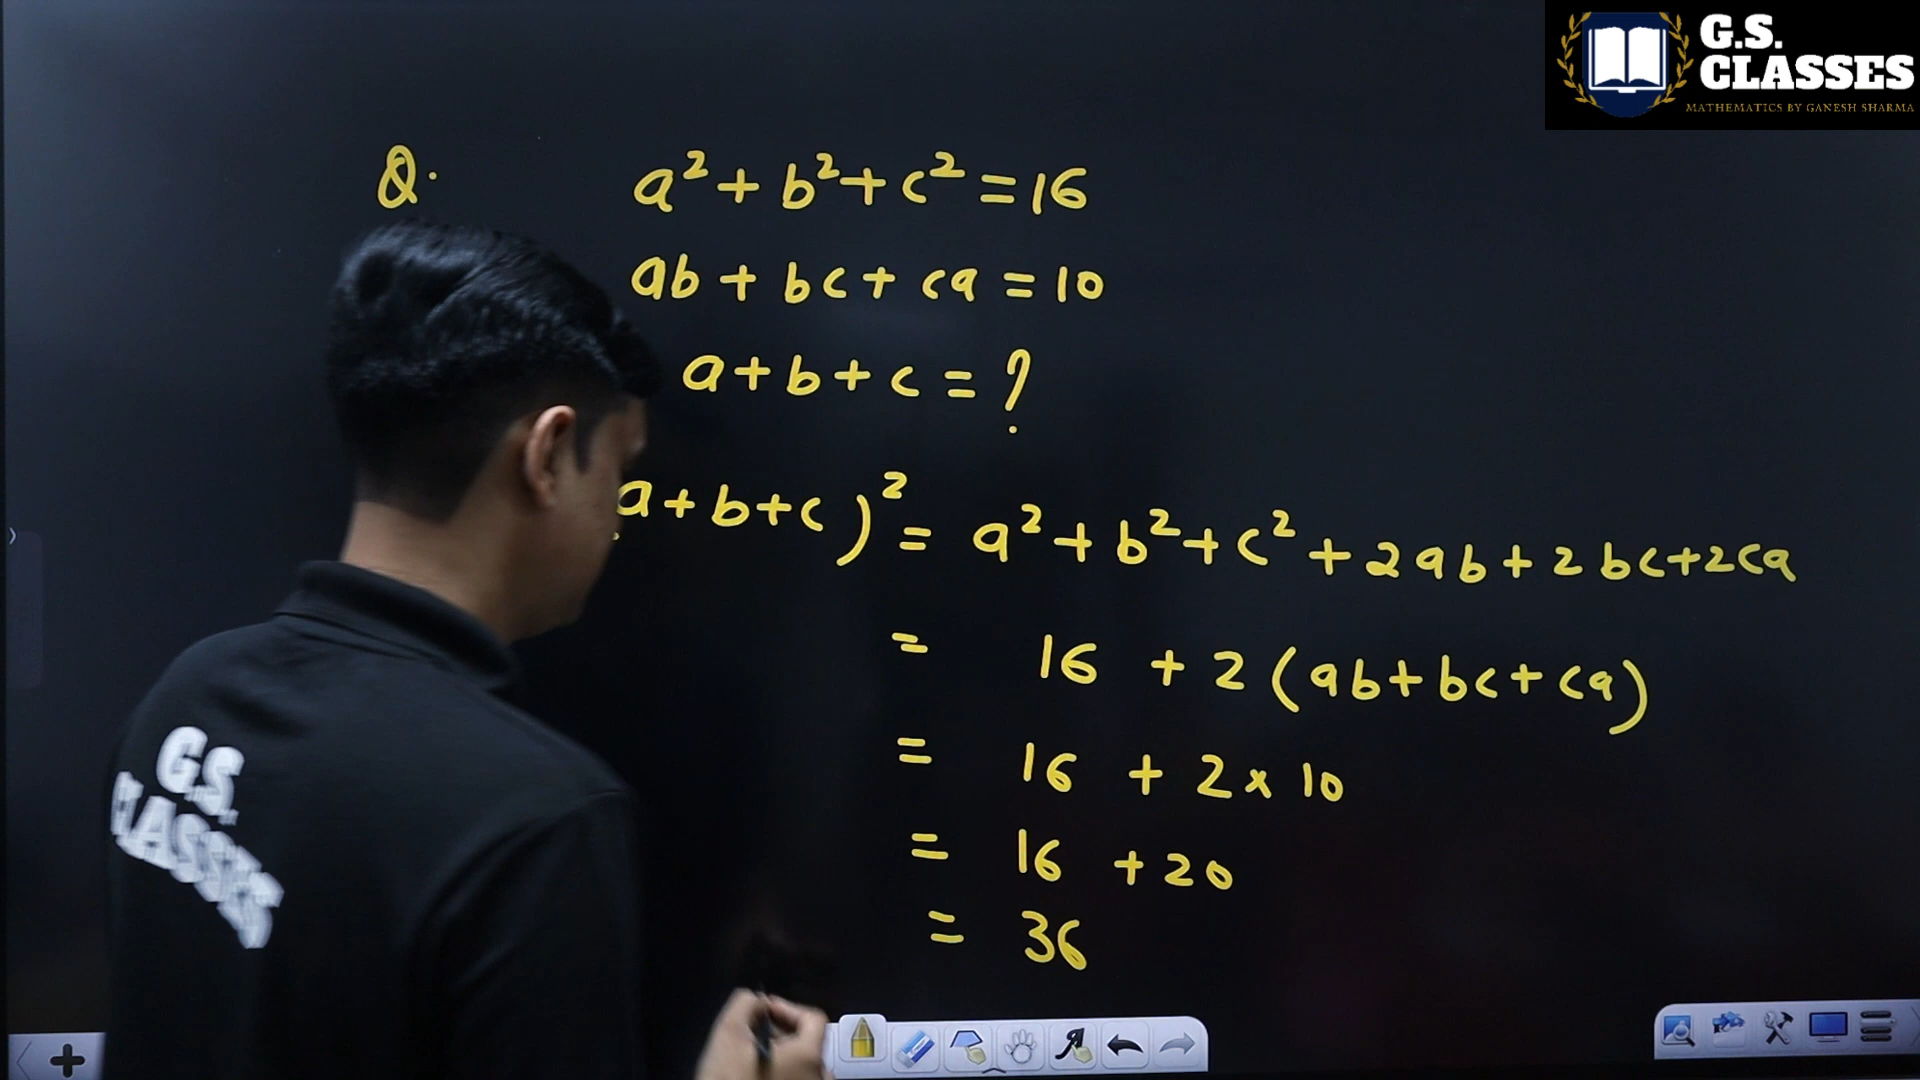 G.S.
CLASSES
MATHEMATICS BY GANESH SHARMA
Q. a²+b²+c²=16
ab+bc+ca=10
a+b+c=?
a+b+c)²=a²+b²+c²+2ab+2bc+2ca
= 16 +2(ab+bc+ca)
= 16 + 2×10
= 16 +20
= 36
G.S.
CLASSES